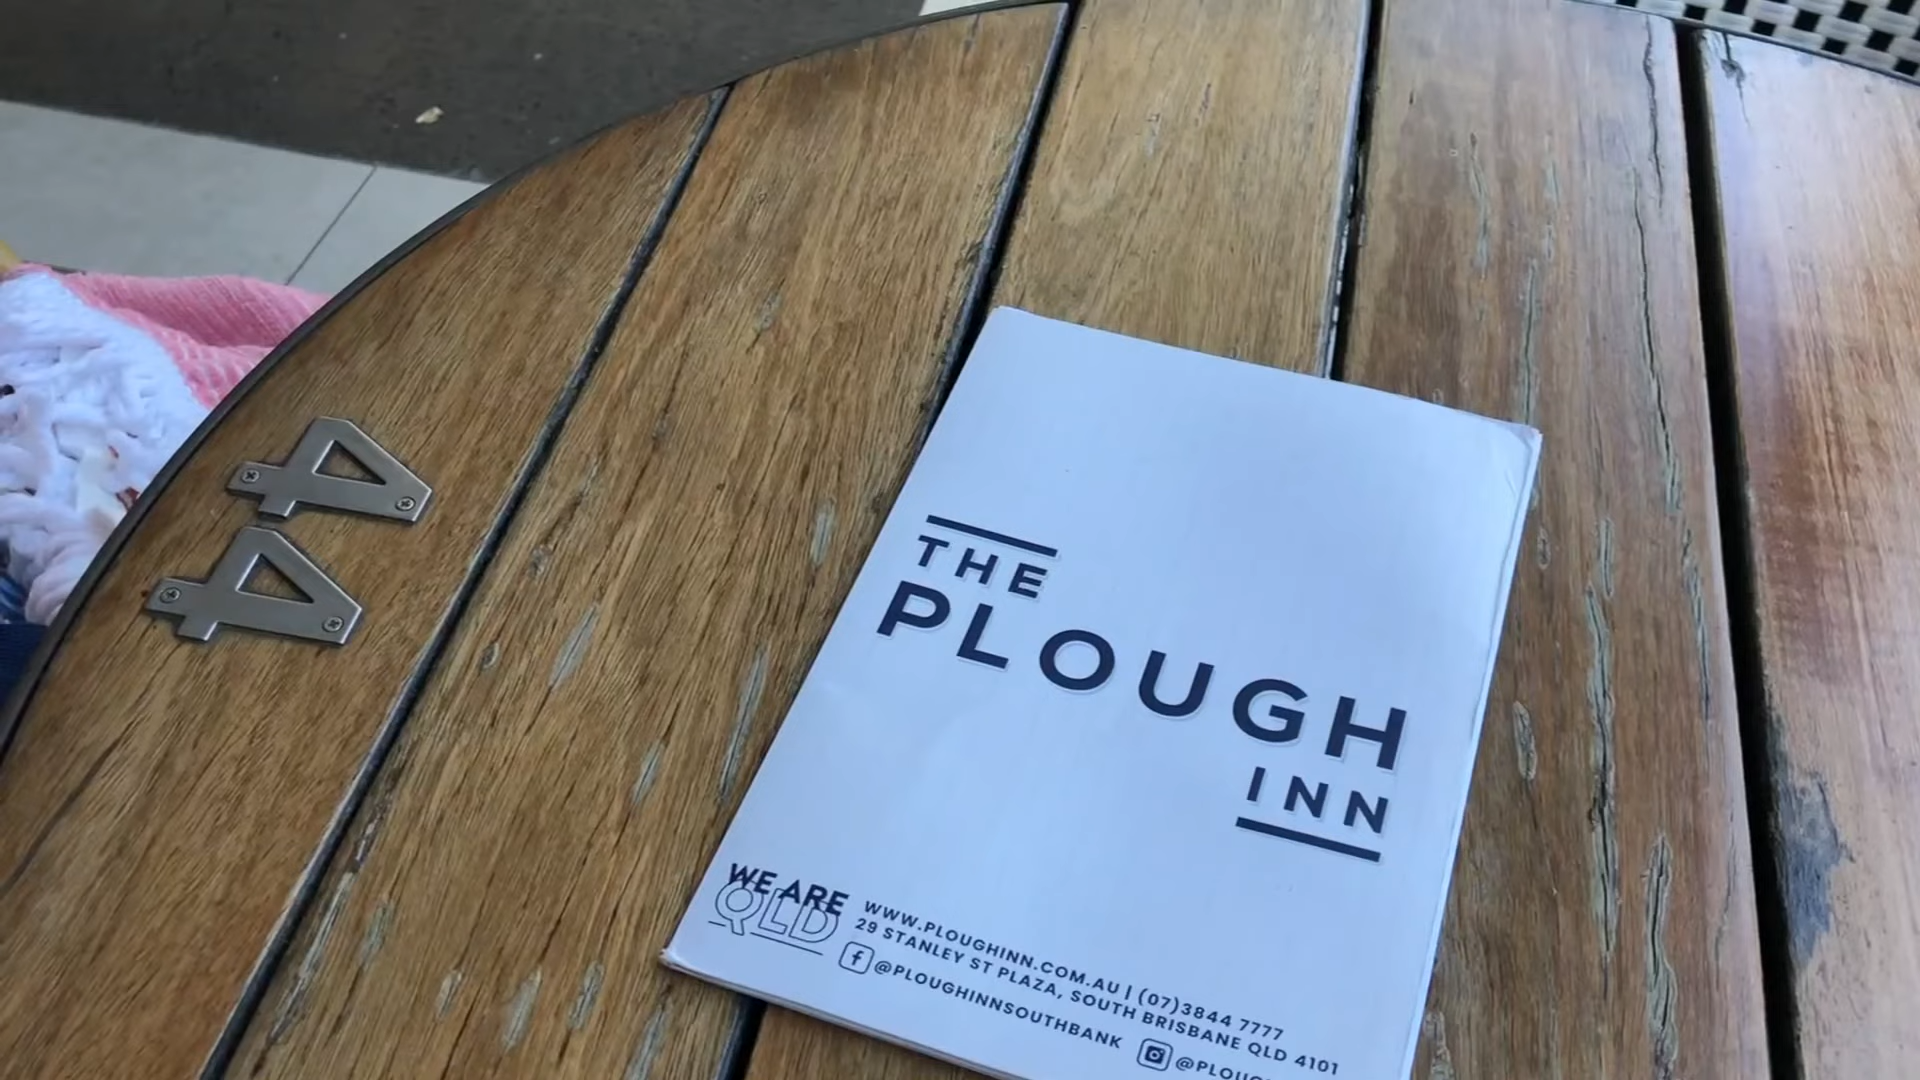 44
THE
PLOUGH
INN
WE ARE
QLD
WWW.PLOUGHINN.COM.AU | (07)3844 7777
29 STANLEY ST PLAZA, SOUTH BRISBANE QLD 4101
f @PLOUGHINNSOUTHBANK